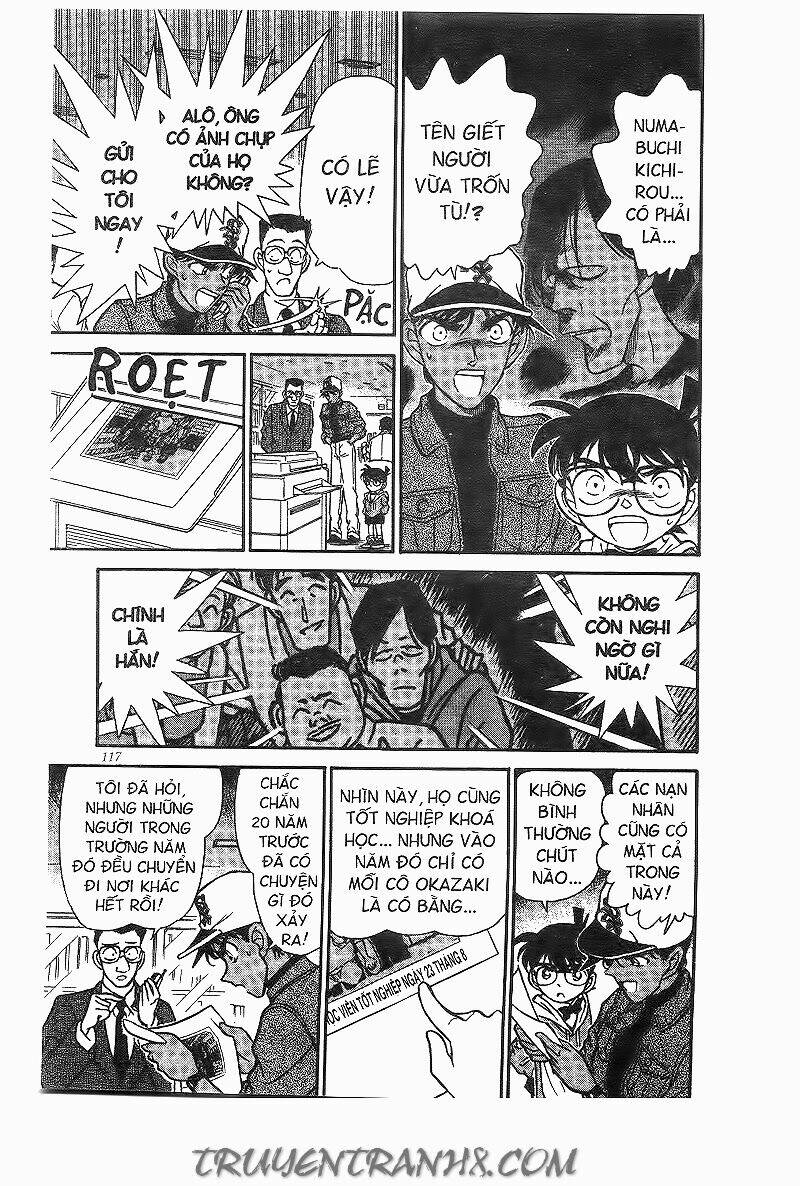 NUMA-
BUCHI
KICHI-
ROU...
CÓ PHẢI
LÀ...
TÊN GIẾT
NGƯỜI
VỪA TRỐN
TÙ!?
CÓ LẼ
VẬY!
ALÔ, ÔNG
CÓ ẢNH CHỤP
CỦA HỌ
KHÔNG?
GỬI
CHO
TÔI
NGAY
!
PẶC
ROẸT
KHÔNG
CÒN NGHI
NGỜ GÌ
NỮA!
CHÍNH
LÀ
HẮN!
117
CÁC NẠN
NHÂN
CŨNG CÓ
MẶT CẢ
TRONG
NÀY!
KHÔNG
BÌNH
THƯỜNG
CHÚT
NÀO...
NHÌN NÀY, HỌ CÙNG
TỐT NGHIỆP KHOÁ
HỌC... NHƯNG VÀO
NĂM ĐÓ CHỈ CÓ
MỖI CÔ OKAZAKI
LÀ CÓ BẰNG...
HỌC VIÊN TỐT NGHIỆP NGÀY 23 THÁNG 8
CHẮC
CHẮN
20 NĂM
TRƯỚC
ĐÃ CÓ
CHUYỆN
GÌ ĐÓ
XẢY
RA!
TÔI ĐÃ HỎI,
NHƯNG NHỮNG
NGƯỜI TRONG
TRƯỜNG NĂM
ĐÓ ĐỀU CHUYỂN
ĐI NƠI KHÁC
HẾT RỒI!
TRUYENTRANH8.COM